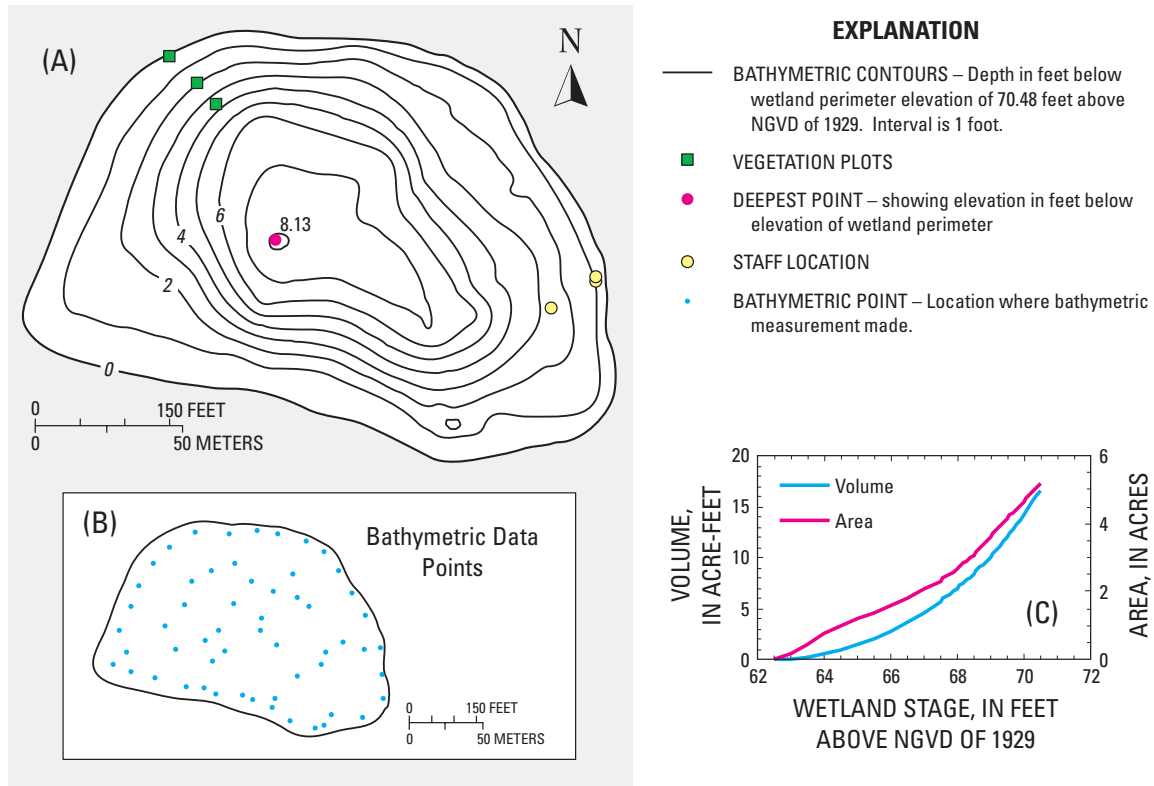 (A)
N
8.13
6
4
2
0
0 150 FEET
0 50 METERS
(B)
Bathymetric Data
Points
0 150 FEET
0 50 METERS
EXPLANATION
BATHYMETRIC CONTOURS – Depth in feet below
wetland perimeter elevation of 70.48 feet above
NGVD of 1929. Interval is 1 foot.
VEGETATION PLOTS
DEEPEST POINT – showing elevation in feet below
elevation of wetland perimeter
STAFF LOCATION
BATHYMETRIC POINT – Location where bathymetric
measurement made.
VOLUME,
IN ACRE-FEET
20
15
10
5
0
Volume
Area
(C)
6
4
2
0
AREA, IN ACRES
62 64 66 68 70 72
WETLAND STAGE, IN FEET
ABOVE NGVD OF 1929